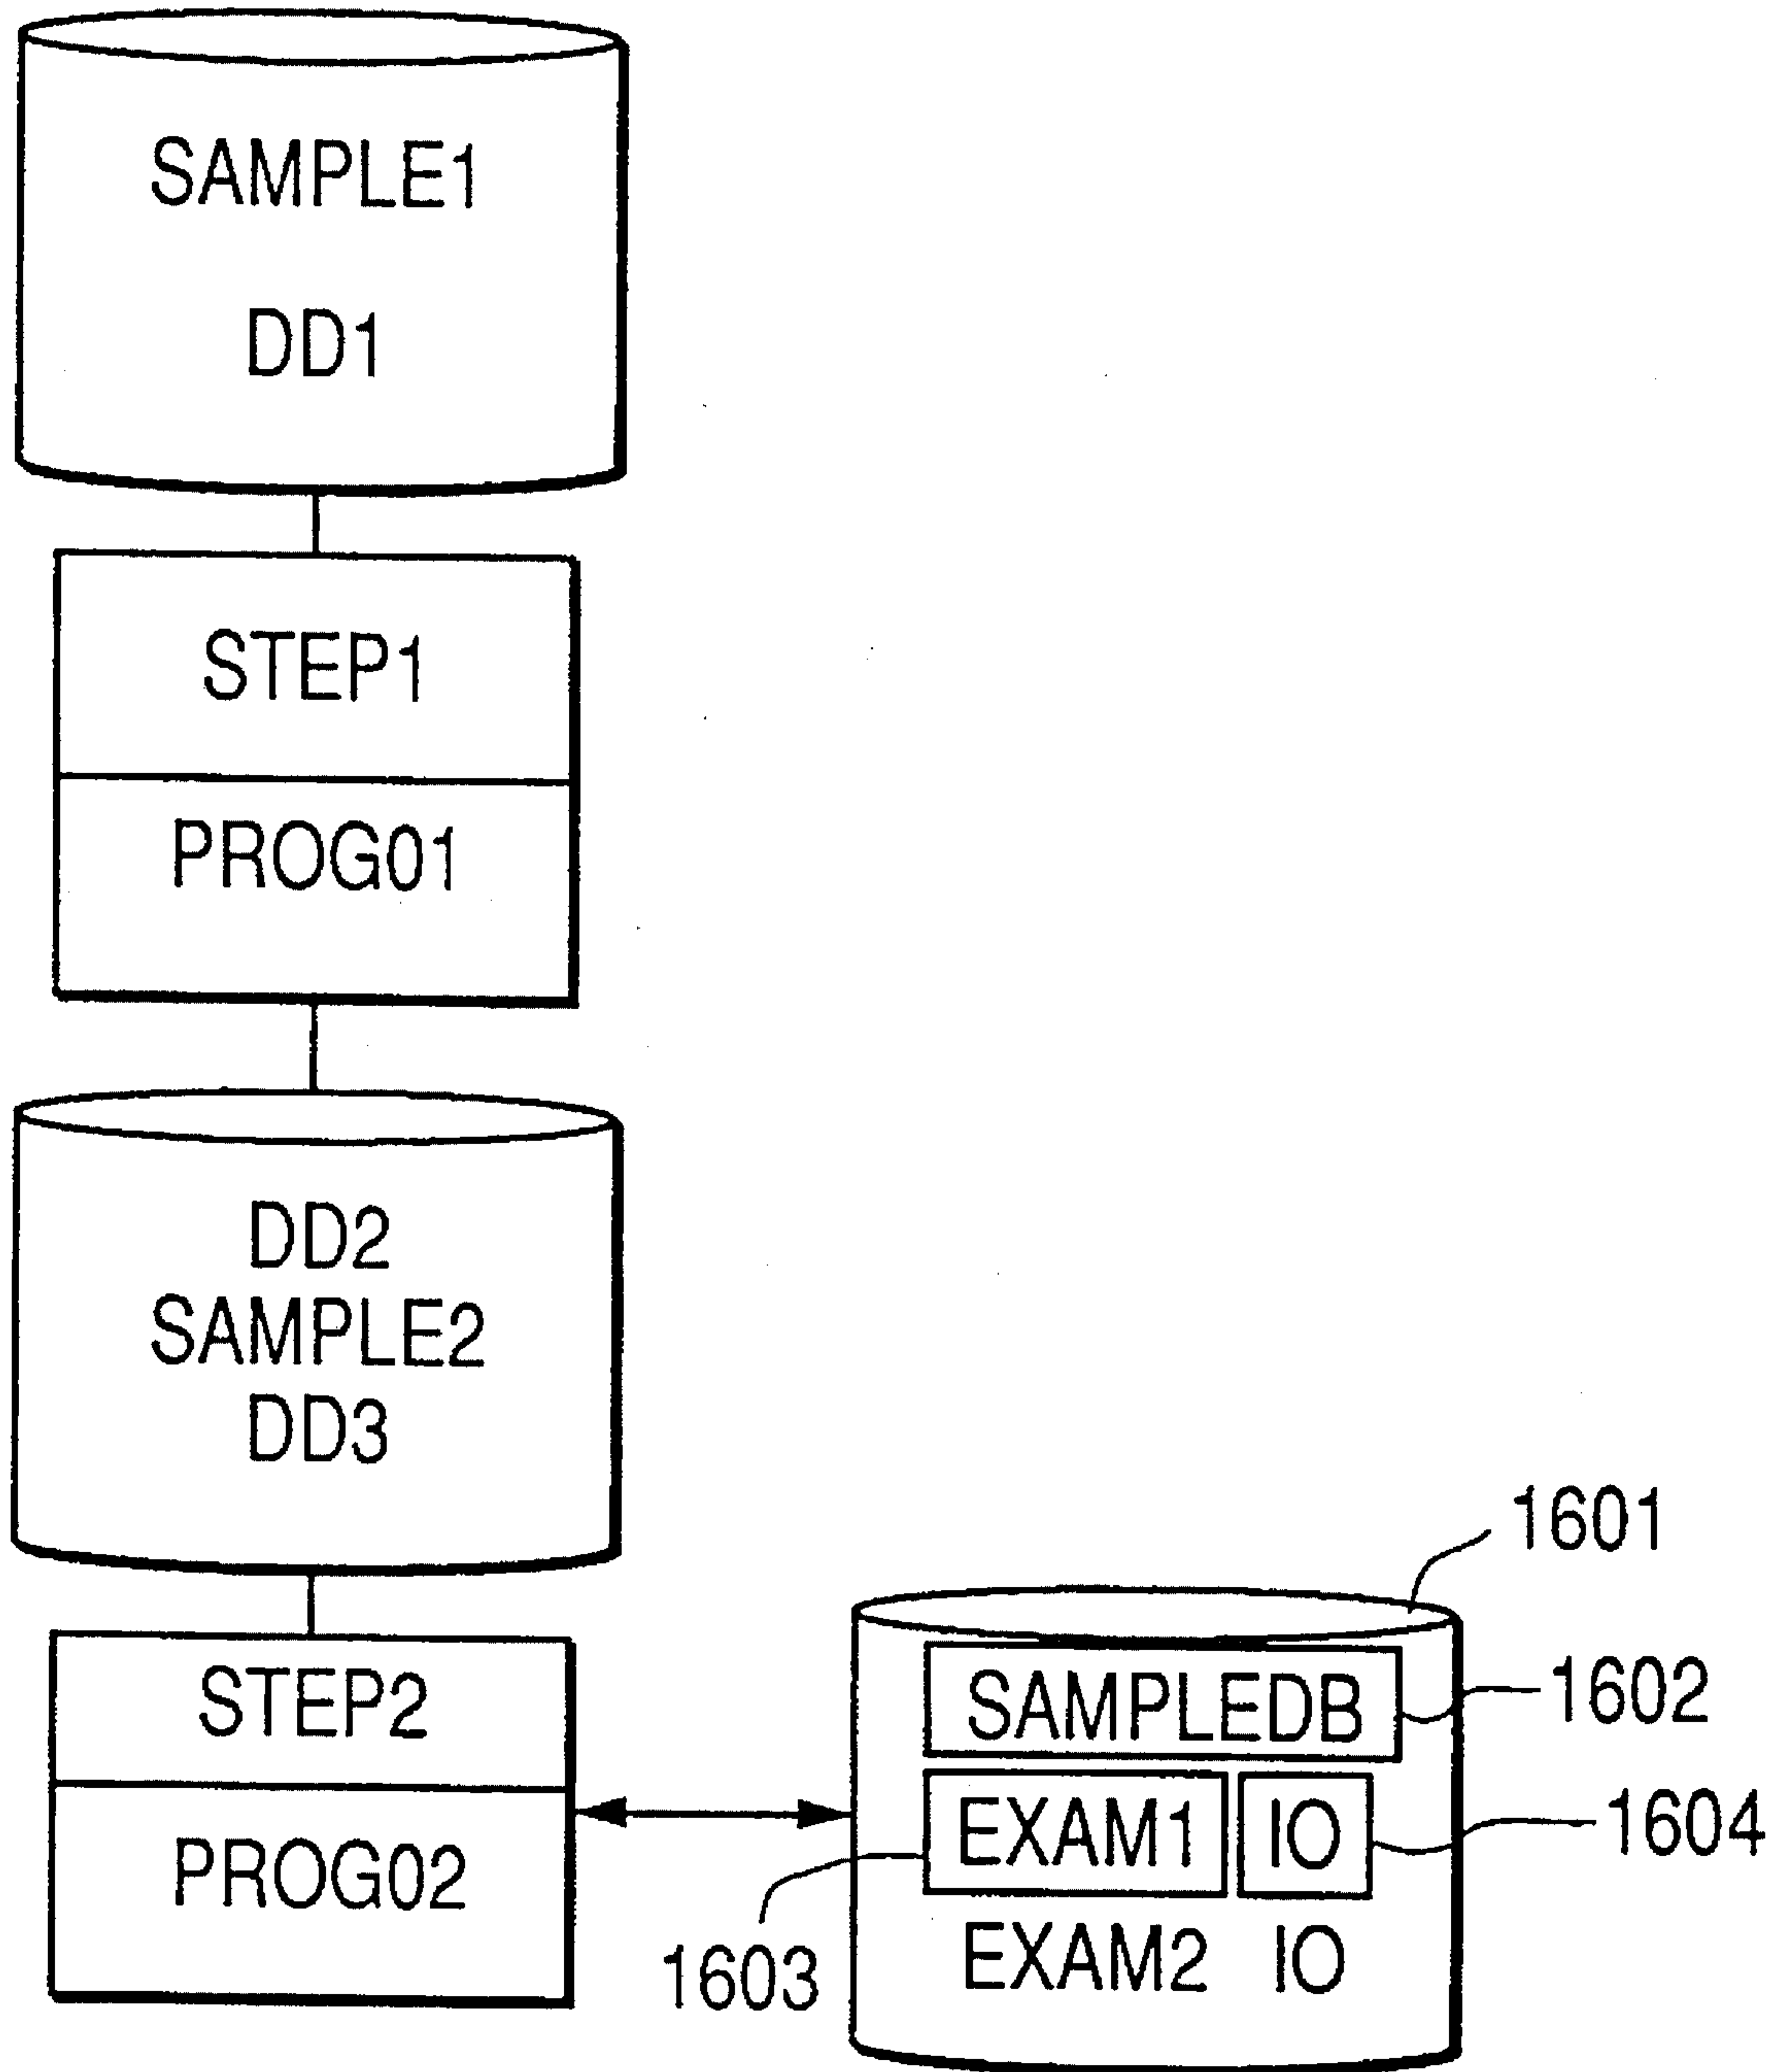 SAMPLE1
DD1
STEP1
PROG01
DD2
SAMPLE2
DD3
STEP2
PROG02
1601
SAMPLEDB
1602
EXAM1 IO
1604
1603
EXAM2 IO